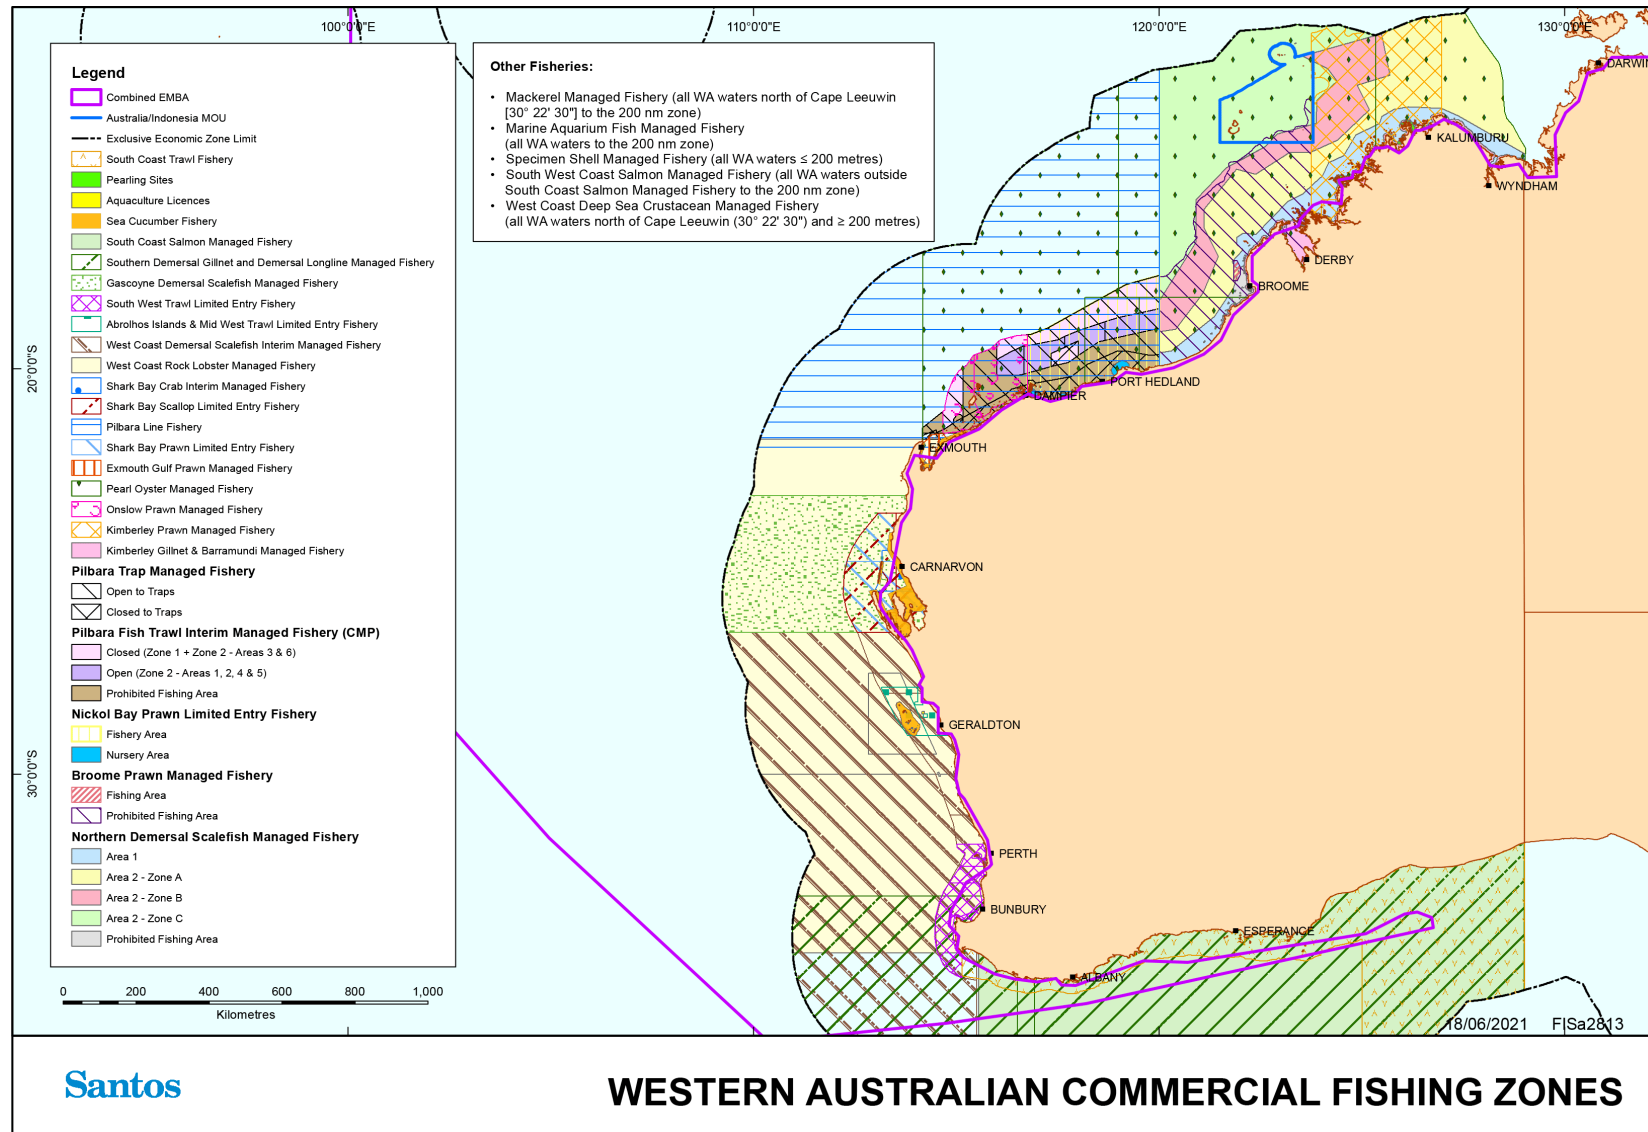 100°0'0"E
110°0'0"E
120°0'0"E
130°0'0"E
20°0'0"S
30°0'0"S
Legend
Combined EMBA
Australia/Indonesia MOU
Exclusive Economic Zone Limit
South Coast Trawl Fishery
Pearling Sites
Aquaculture Licences
Sea Cucumber Fishery
South Coast Salmon Managed Fishery
Southern Demersal Gillnet and Demersal Longline Managed Fishery
Gascoyne Demersal Scalefish Managed Fishery
South West Trawl Limited Entry Fishery
Abrolhos Islands & Mid West Trawl Limited Entry Fishery
West Coast Demersal Scalefish Interim Managed Fishery
West Coast Rock Lobster Managed Fishery
Shark Bay Crab Interim Managed Fishery
Shark Bay Scallop Limited Entry Fishery
Pilbara Line Fishery
Shark Bay Prawn Limited Entry Fishery
Exmouth Gulf Prawn Managed Fishery
Pearl Oyster Managed Fishery
Onslow Prawn Managed Fishery
Kimberley Prawn Managed Fishery
Kimberley Gillnet & Barramundi Managed Fishery
Pilbara Trap Managed Fishery
Open to Traps
Closed to Traps
Pilbara Fish Trawl Interim Managed Fishery (CMP)
Closed (Zone 1 + Zone 2 - Areas 3 & 6)
Open (Zone 2 - Areas 1, 2, 4 & 5)
Prohibited Fishing Area
Nickol Bay Prawn Limited Entry Fishery
Fishery Area
Nursery Area
Broome Prawn Managed Fishery
Fishing Area
Prohibited Fishing Area
Northern Demersal Scalefish Managed Fishery
Area 1
Area 2 - Zone A
Area 2 - Zone B
Area 2 - Zone C
Prohibited Fishing Area
0 200 400 600 800 1,000
Kilometres
Other Fisheries:
• Mackerel Managed Fishery (all WA waters north of Cape Leeuwin
[30° 22' 30"] to the 200 nm zone)
• Marine Aquarium Fish Managed Fishery
(all WA waters to the 200 nm zone)
• Specimen Shell Managed Fishery (all WA waters ≤ 200 metres)
• South West Coast Salmon Managed Fishery (all WA waters outside
South Coast Salmon Managed Fishery to the 200 nm zone)
• West Coast Deep Sea Crustacean Managed Fishery
(all WA waters north of Cape Leeuwin (30° 22' 30") and ≥ 200 metres)
DARWIN
KALUMBURU
WYNDHAM
DERBY
BROOME
PORT HEDLAND
DAMPIER
EXMOUTH
CARNARVON
GERALDTON
PERTH
BUNBURY
ESPERANCE
ALBANY
18/06/2021 FISa2813
Santos
WESTERN AUSTRALIAN COMMERCIAL FISHING ZONES